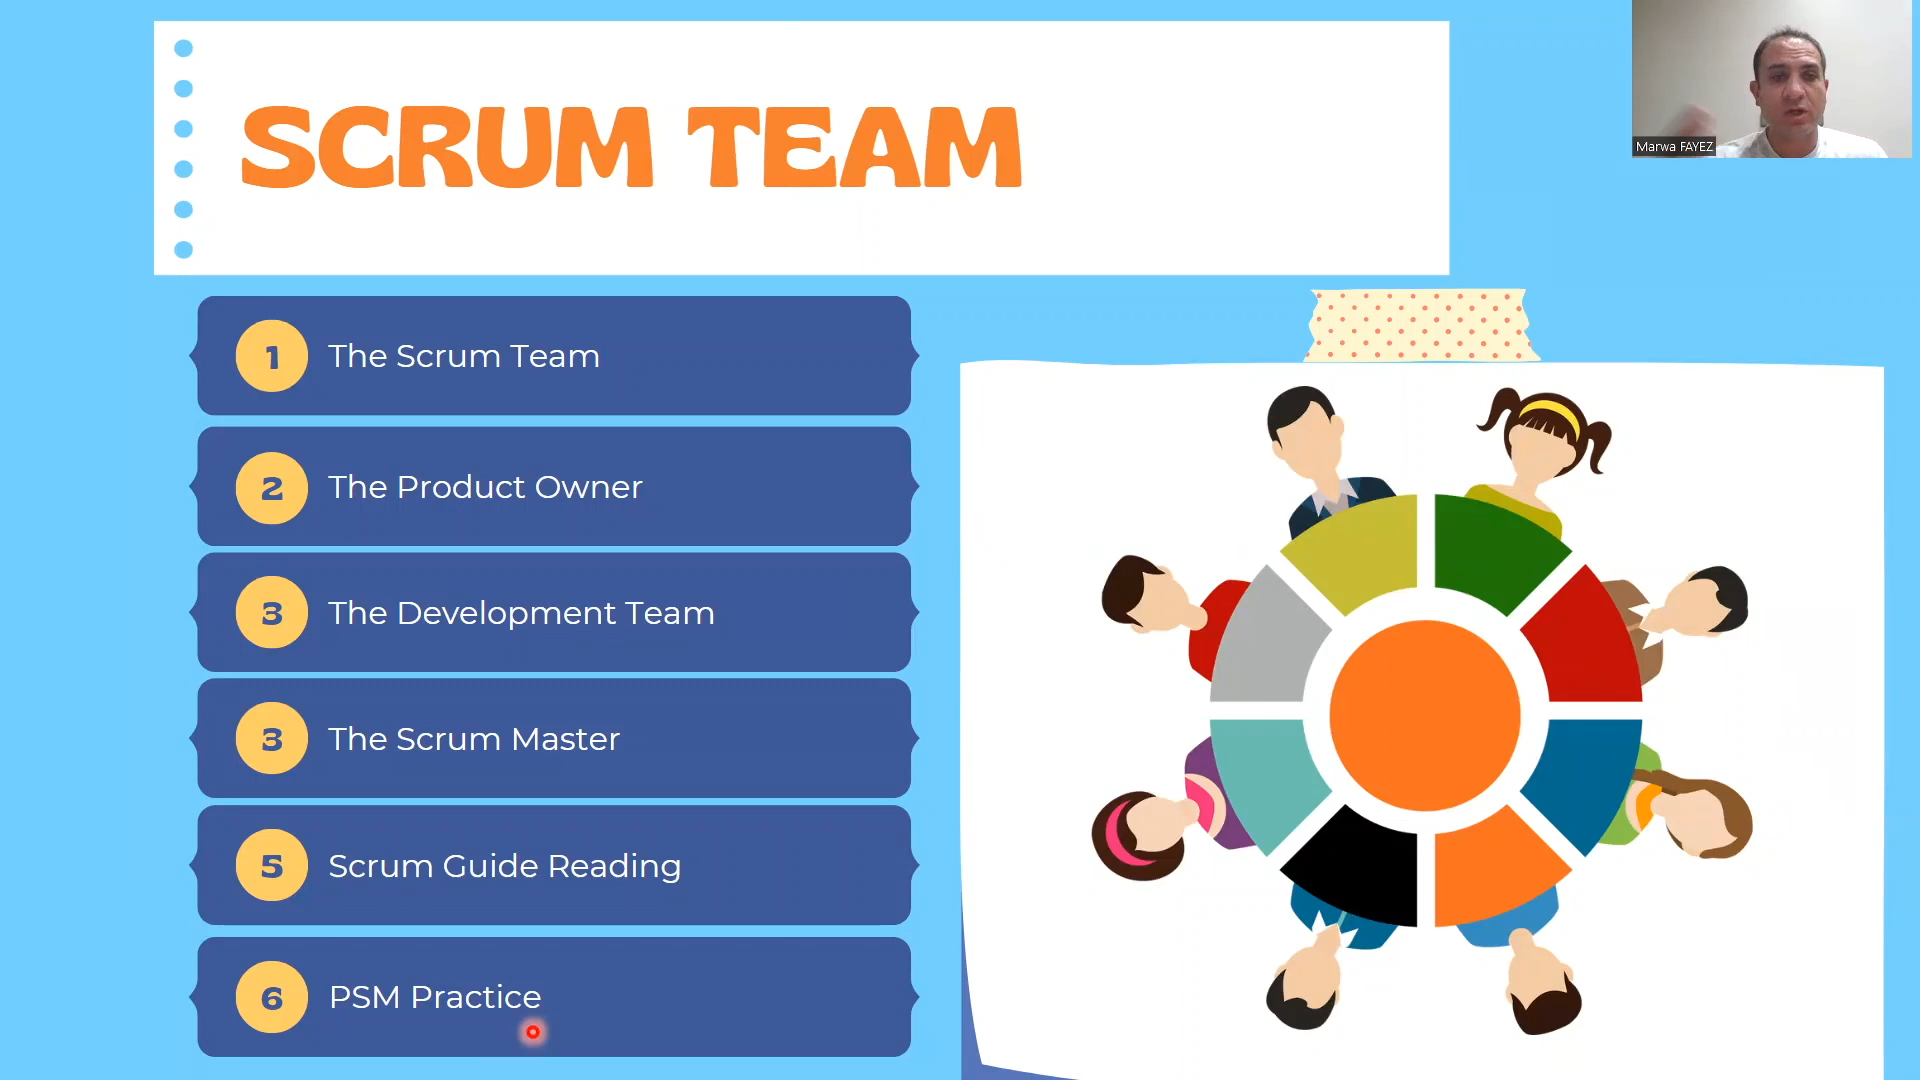 SCRUM TEAM
Marwa FAYEZ
1 The Scrum Team
2 The Product Owner
3 The Development Team
3 The Scrum Master
5 Scrum Guide Reading
6 PSM Practice